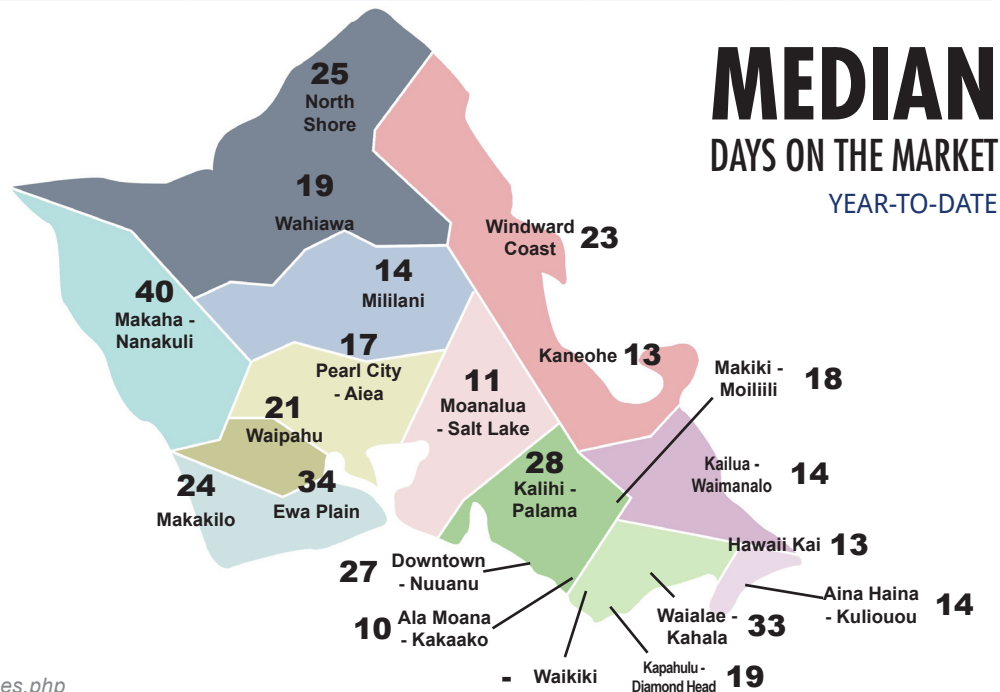 MEDIAN
DAYS ON THE MARKET
YEAR-TO-DATE
25
North
Shore
19
Wahiawa
Windward
Coast 23
14
Mililani
40
Makaha -
Nanakuli
17
Pearl City
- Aiea
Kaneohe 13
11
Moanalua
- Salt Lake
Makiki -
Moiliili 18
21
Waipahu
28
Kalihi -
Palama
Kailua -
Waimanalo 14
24
Makakilo
34
Ewa Plain
Hawaii Kai 13
27 Downtown
- Nuuanu
Aina Haina
- Kuliouou 14
10 Ala Moana
- Kakaako
Waialae -
Kahala 33
- Waikiki
Kapahulu -
Diamond Head 19
es.php